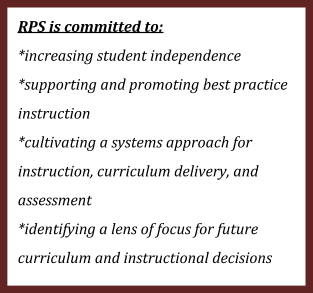 RPS is committed to:
*increasing student independence
*supporting and promoting best practice
instruction
*cultivating a systems approach for
instruction, curriculum delivery, and
assessment
*identifying a lens of focus for future
curriculum and instructional decisions